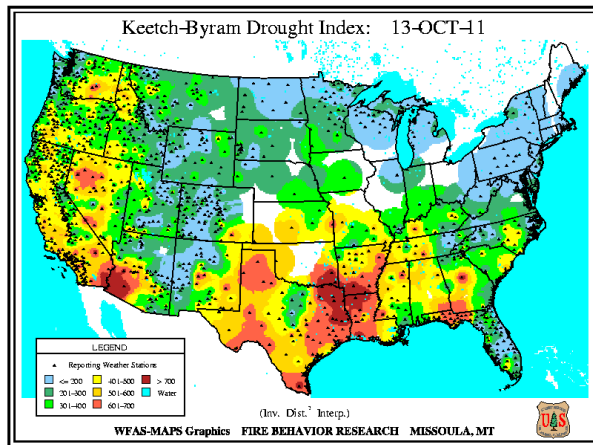 Keetch-Byram Drought Index: 13-OCT-11
LEGEND
Reporting Weather Stations
<= 200 401-500 > 700
201-300 501-600 Water
301-400 601-700
(Inv. Dist.² Interp.)
WFAS-MAPS Graphics FIRE BEHAVIOR RESEARCH MISSOULA, MT
U S